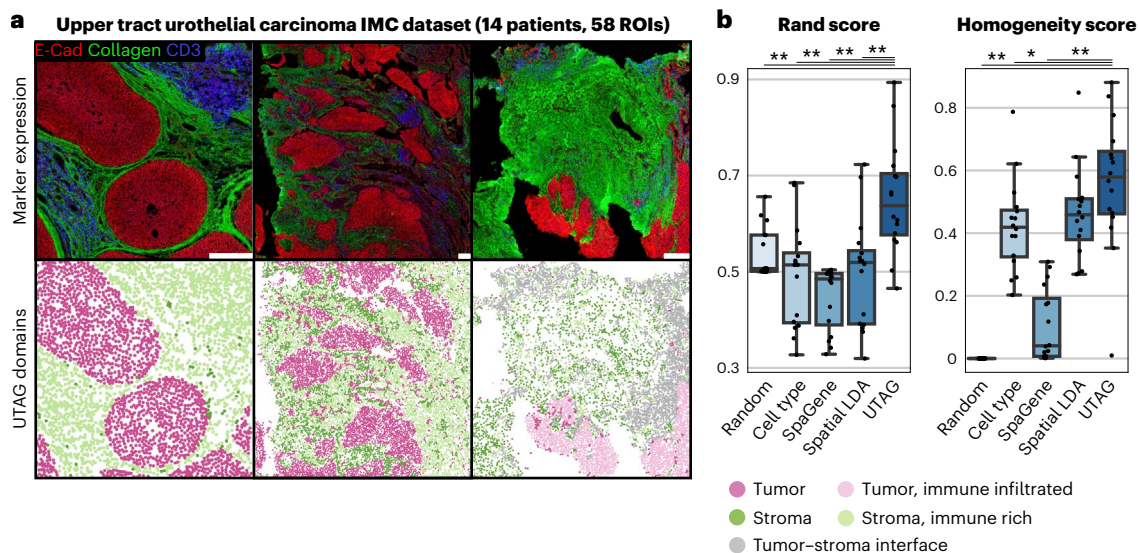 a
Upper tract urothelial carcinoma IMC dataset (14 patients, 58 ROIs)
E-Cad Collagen CD3
Marker expression
UTAG domains
b
Rand score
** ** ** **
0.9
0.7
0.5
0.3
Random
Cell type
SpaGene
Spatial LDA
UTAG
Homogeneity score
** * **
0.8
0.6
0.4
0.2
0
Random
Cell type
SpaGene
Spatial LDA
UTAG
Tumor
Tumor, immune infiltrated
Stroma
Stroma, immune rich
Tumor–stroma interface